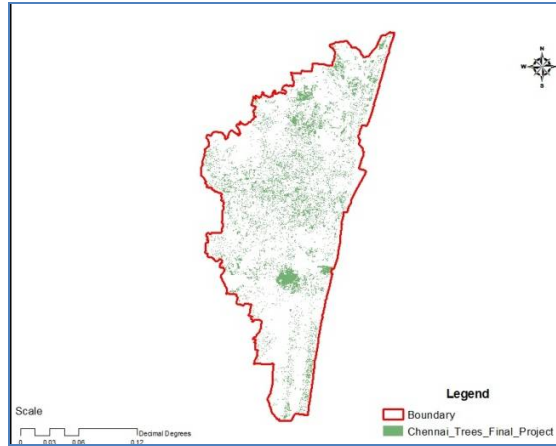 N
W
E
S
Legend
Boundary
Chennai_Trees_Final_Project
Scale
Decimal Degrees
0 0.03 0.06 0.12